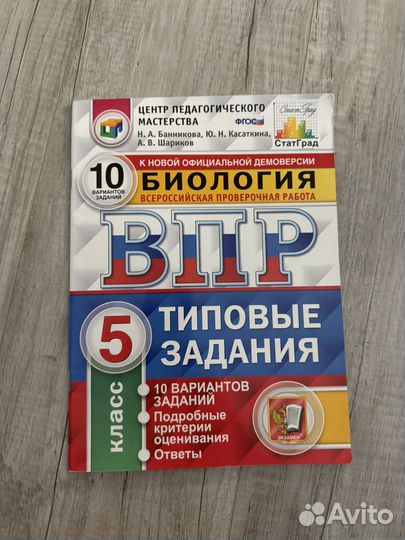 ЦЕНТР ПЕДАГОГИЧЕСКОГО
МАСТЕРСТВА
ФГОС
СтатГрад
Н. А. Банникова, Ю. Н. Касаткина,
А. В. Шариков
СтатГрад
К НОВОЙ ОФИЦИАЛЬНОЙ ДЕМОВЕРСИИ
10
ВАРИАНТОВ
ЗАДАНИЙ
БИОЛОГИЯ
ВСЕРОССИЙСКАЯ ПРОВЕРОЧНАЯ РАБОТА
ВПР
5
класс
ТИПОВЫЕ
ЗАДАНИЯ
• 10 ВАРИАНТОВ
ЗАДАНИЙ
• Подробные
критерии
оценивания
• Ответы
ЭКЗАМЕН
Avito